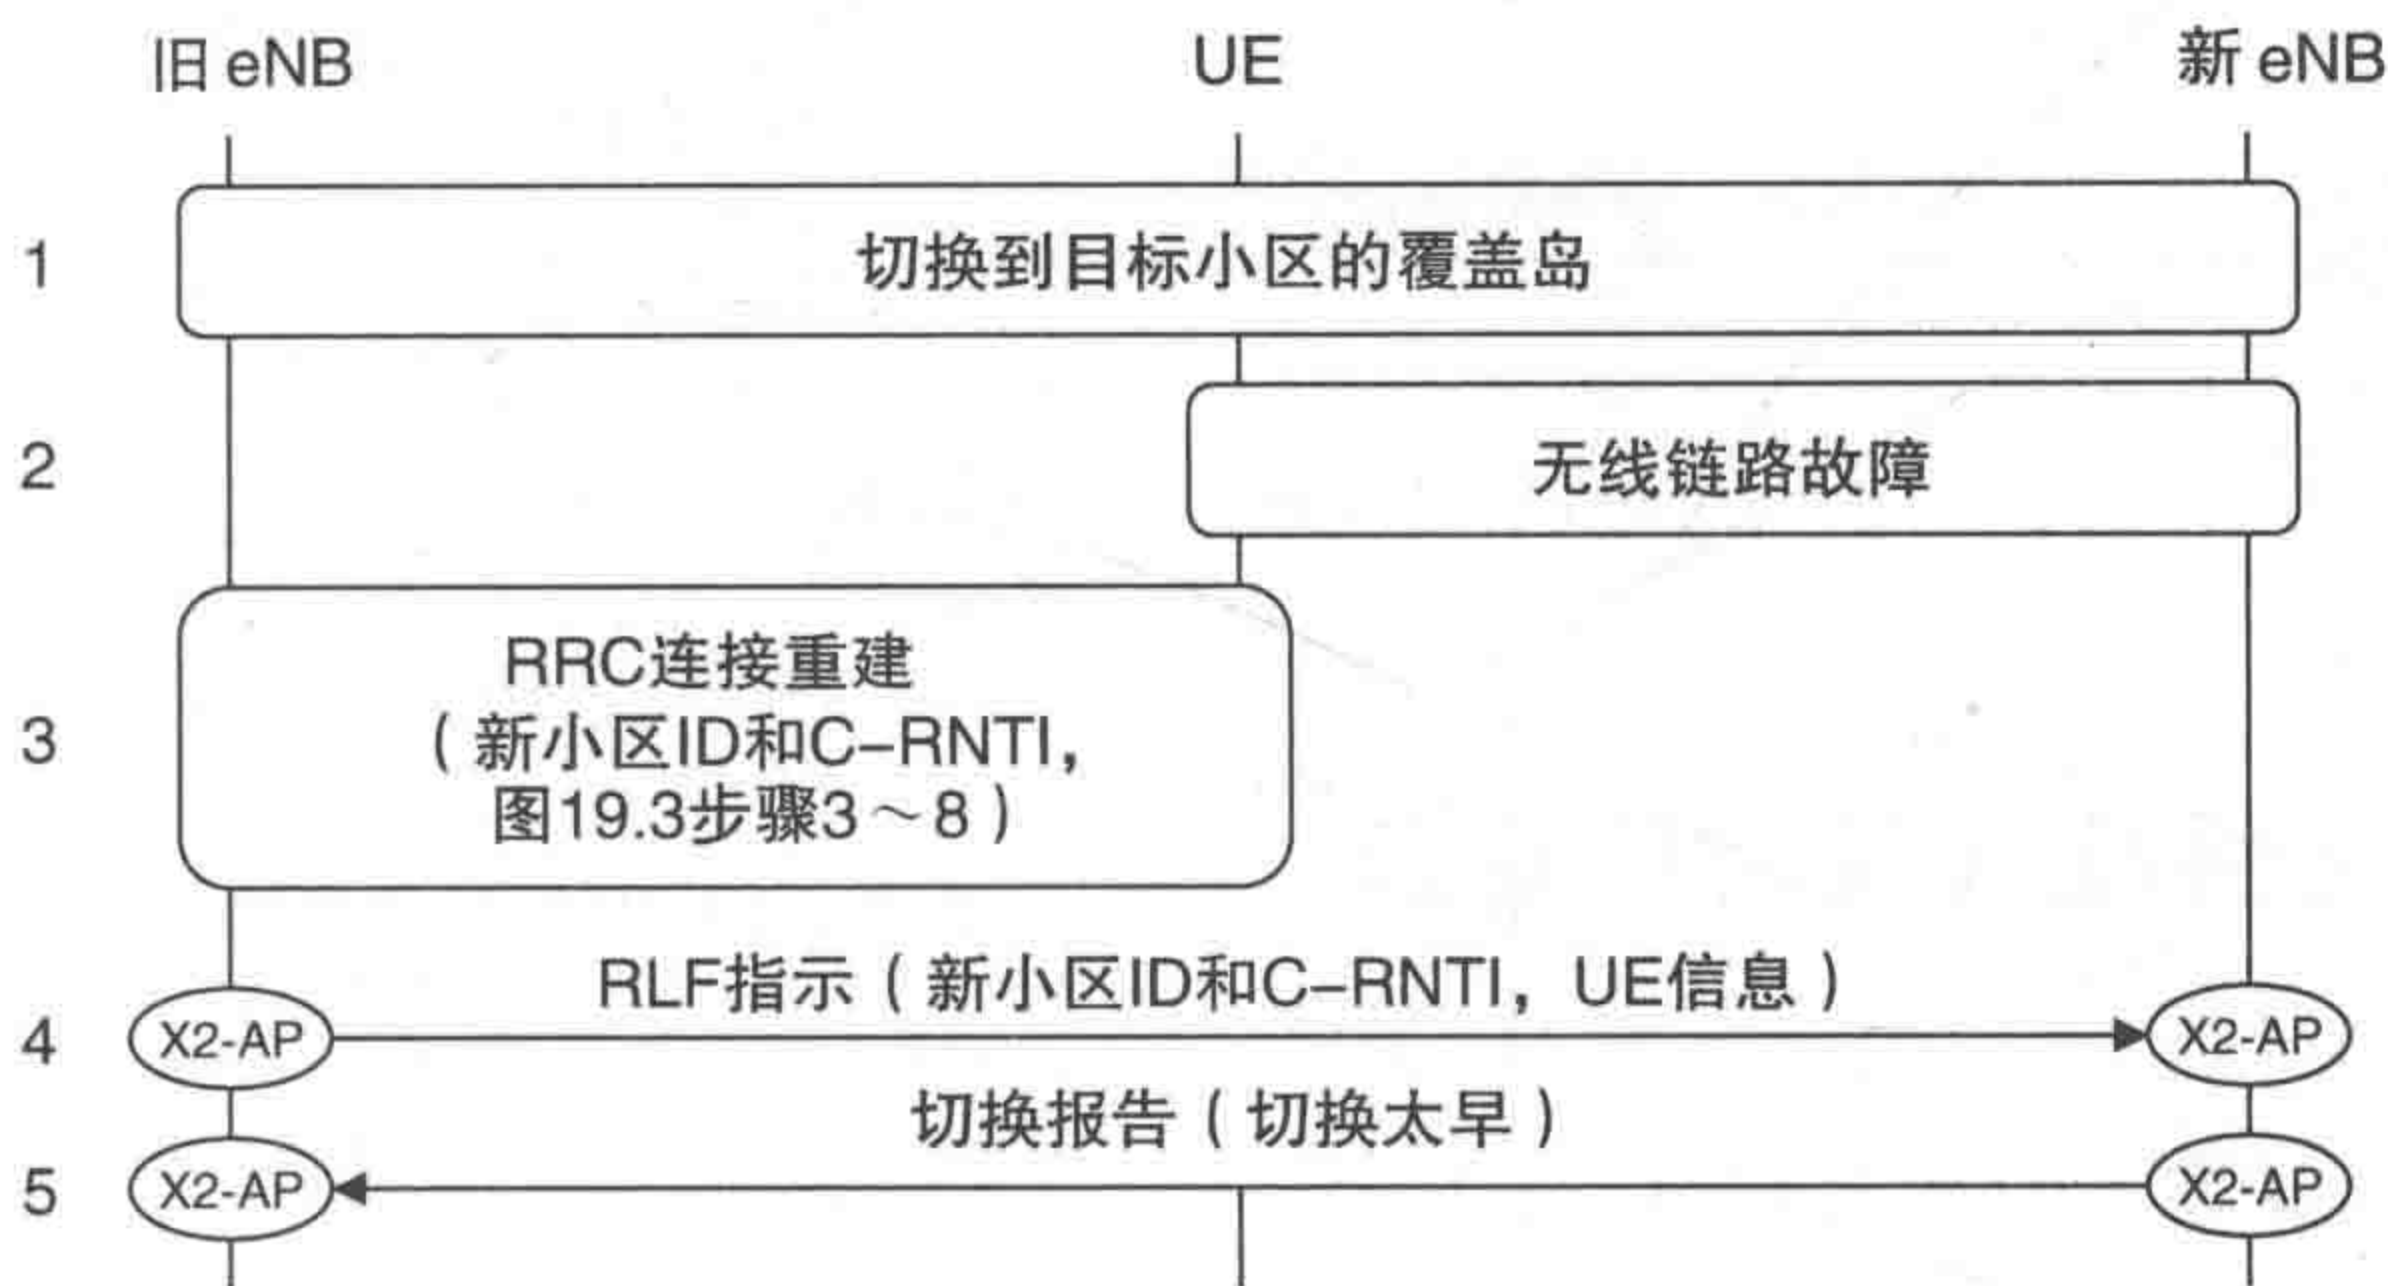 旧 eNB UE 新 eNB
1 切换到目标小区的覆盖岛
2 无线链路故障
RRC连接重建
3 (新小区ID和C–RNTI，
图19.3步骤3～8)
RLF指示(新小区ID和C–RNTI，UE信息)
4 X2-AP X2-AP
切换报告(切换太早)
5 X2-AP X2-AP